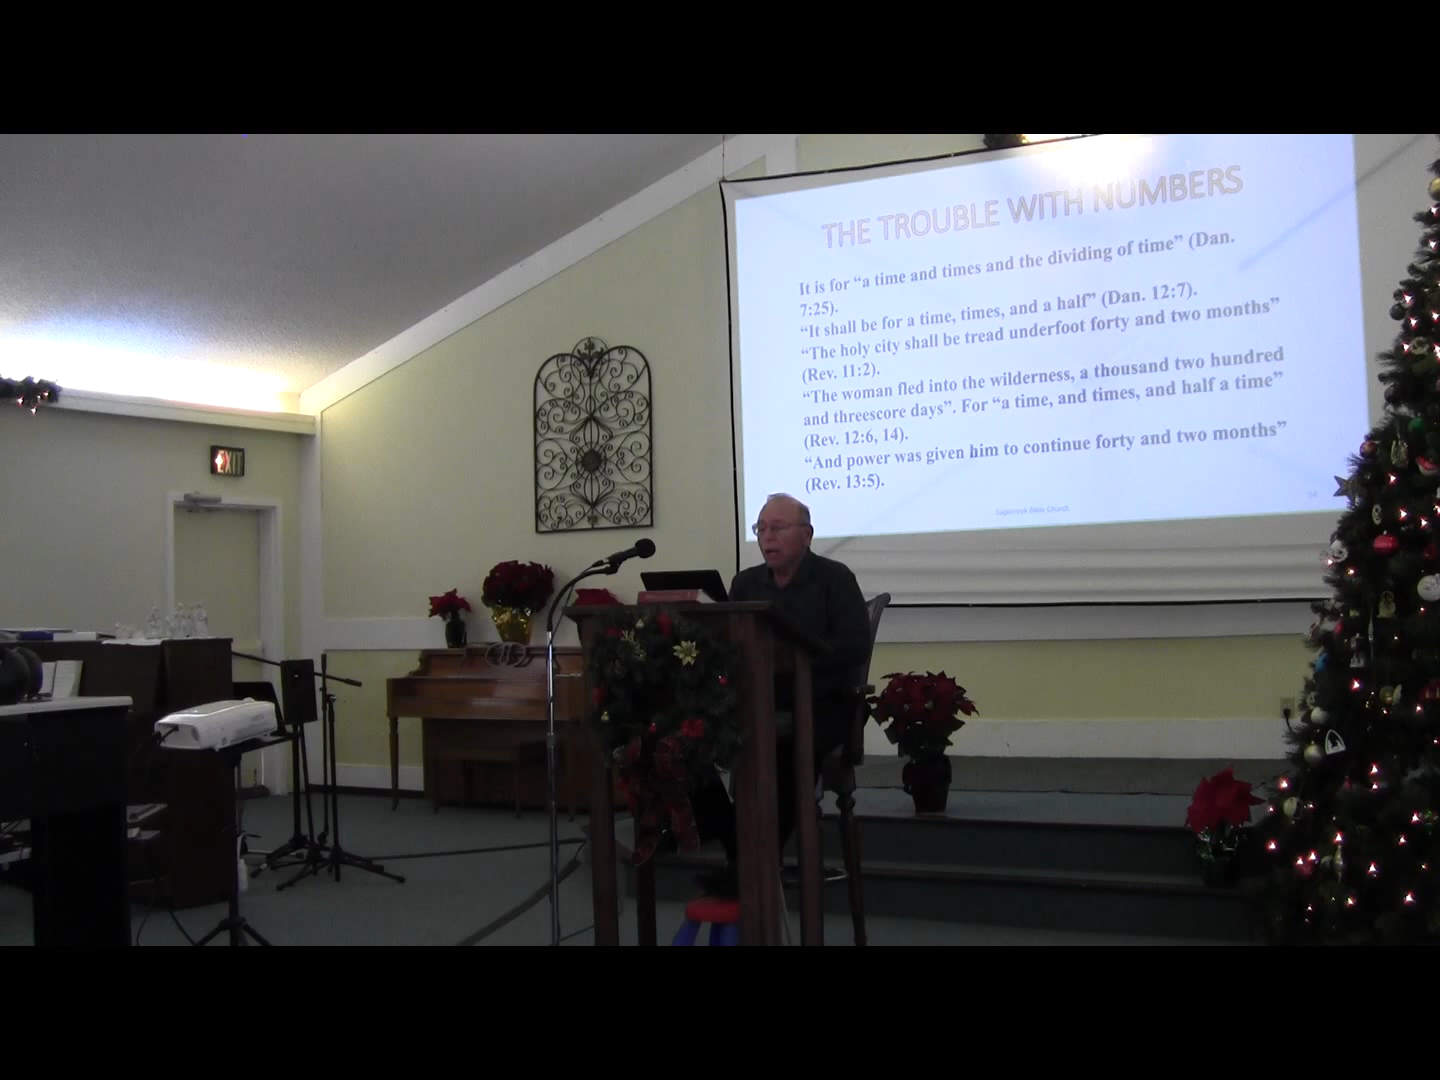 THE TROUBLE WITH NUMBERS
It is for “a time and times and the dividing of time” (Dan.
7:25).
“It shall be for a time, times, and a half” (Dan. 12:7).
“The holy city shall be tread underfoot forty and two months”
(Rev. 11:2).
“The woman fled into the wilderness, a thousand two hundred
and threescore days”. For “a time, and times, and half a time”
(Rev. 12:6, 14).
“And power was given him to continue forty and two months”
(Rev. 13:5).
Bible Church
EXIT